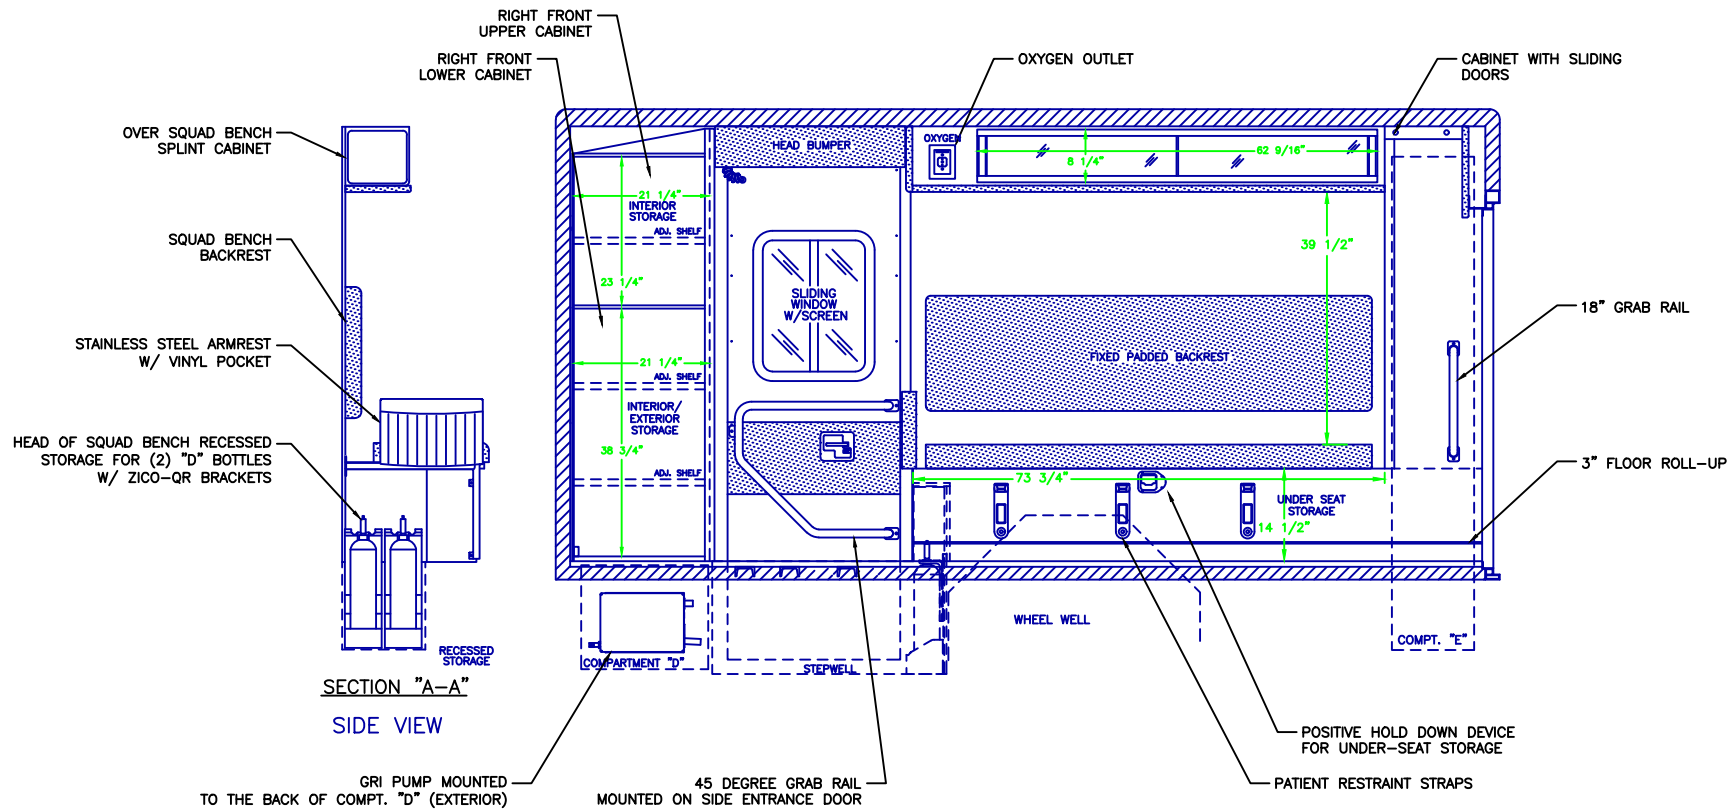 RIGHT FRONT
UPPER CABINET
RIGHT FRONT
LOWER CABINET
OXYGEN OUTLET
CABINET WITH SLIDING
DOORS
OVER SQUAD BENCH
SPLINT CABINET
SQUAD BENCH
BACKREST
STAINLESS STEEL ARMREST
W/ VINYL POCKET
HEAD OF SQUAD BENCH RECESSED
STORAGE FOR (2) "D" BOTTLES
W/ ZICO-QR BRACKETS
RECESSED
STORAGE
SECTION "A-A"
SIDE VIEW
HEAD BUMPER
OXYGEN
8 1/4"
62 9/16"
21 1/4"
INTERIOR
STORAGE
ADJ. SHELF
23 1/4"
SLIDING
WINDOW
W/SCREEN
39 1/2"
18" GRAB RAIL
21 1/4"
ADJ. SHELF
INTERIOR/
EXTERIOR
STORAGE
38 3/4"
ADJ. SHELF
FIXED PADDED BACKREST
3" FLOOR ROLL-UP
73 3/4"
UNDER SEAT
STORAGE
14 1/2"
WHEEL WELL
COMPT. "E"
COMPARTMENT "D"
STEPWELL
POSITIVE HOLD DOWN DEVICE
FOR UNDER-SEAT STORAGE
PATIENT RESTRAINT STRAPS
GRI PUMP MOUNTED
TO THE BACK OF COMPT. "D" (EXTERIOR)
45 DEGREE GRAB RAIL
MOUNTED ON SIDE ENTRANCE DOOR